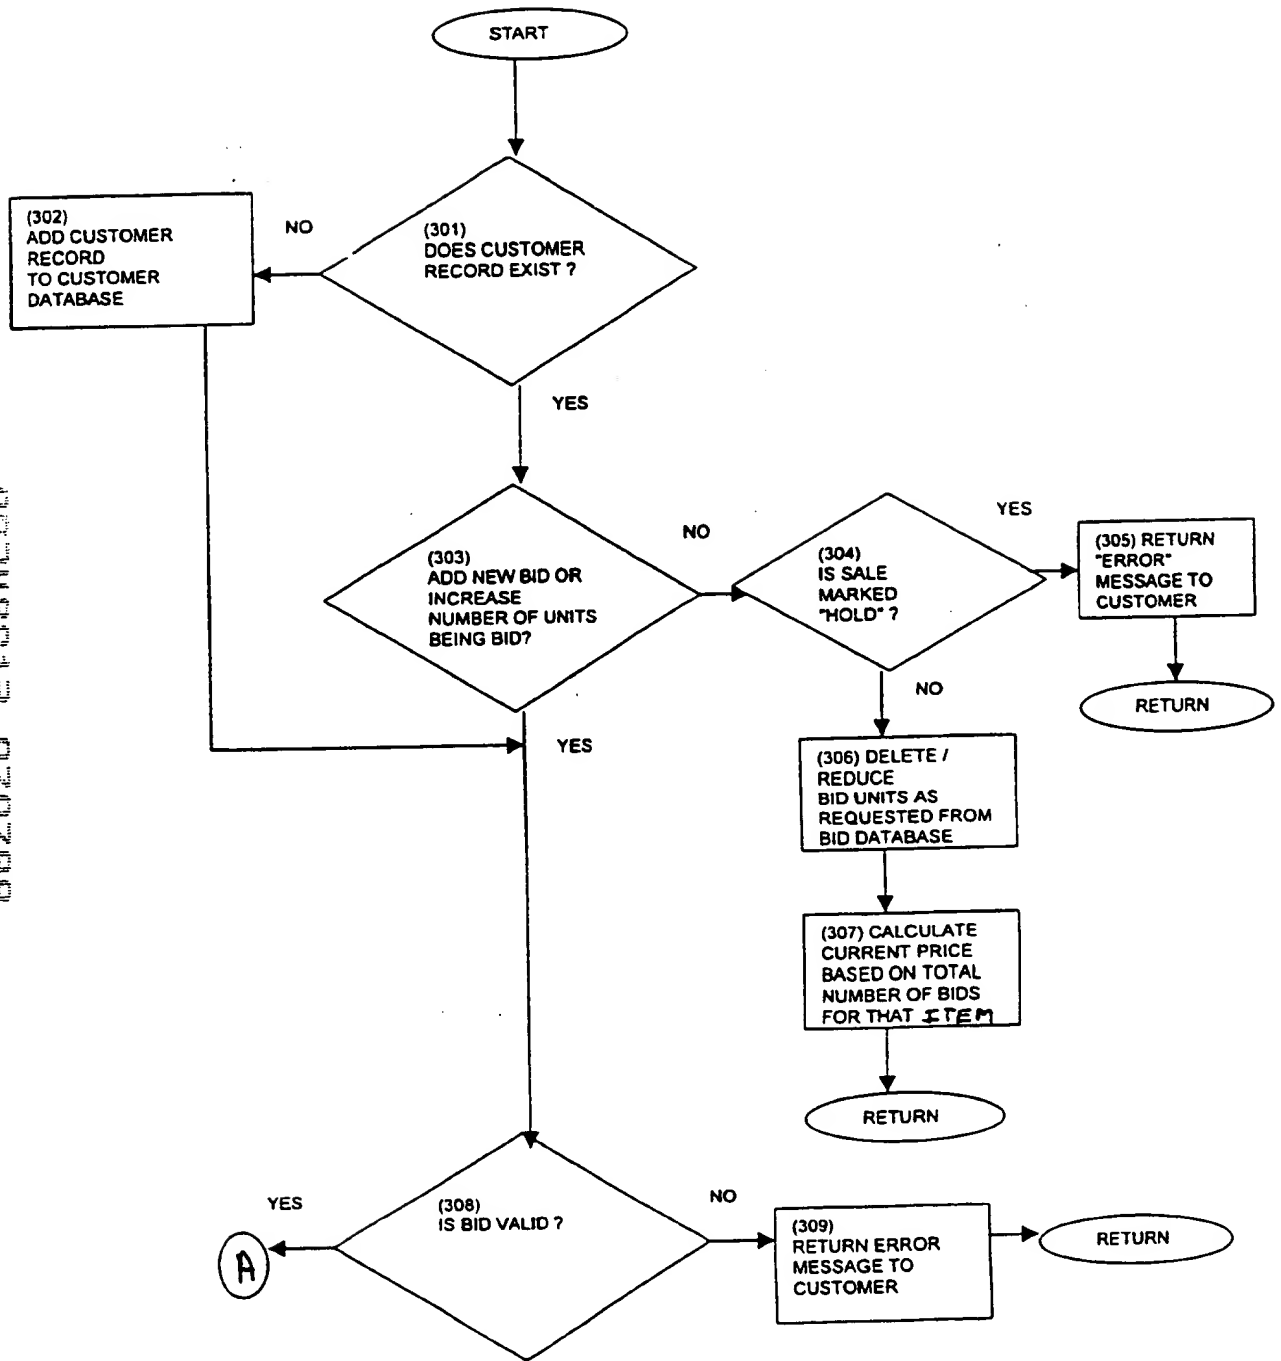 START
(301)
DOES CUSTOMER
RECORD EXIST ?
NO
(302)
ADD CUSTOMER
RECORD
TO CUSTOMER
DATABASE
YES
(303)
ADD NEW BID OR
INCREASE
NUMBER OF UNITS
BEING BID?
NO
(304)
IS SALE
MARKED
"HOLD" ?
YES
(305) RETURN
"ERROR"
MESSAGE TO
CUSTOMER
RETURN
NO
YES
(306) DELETE /
REDUCE
BID UNITS AS
REQUESTED FROM
BID DATABASE
(307) CALCULATE
CURRENT PRICE
BASED ON TOTAL
NUMBER OF BIDS
FOR THAT ITEM
RETURN
(308)
IS BID VALID ?
YES
A
NO
(309)
RETURN ERROR
MESSAGE TO
CUSTOMER
RETURN